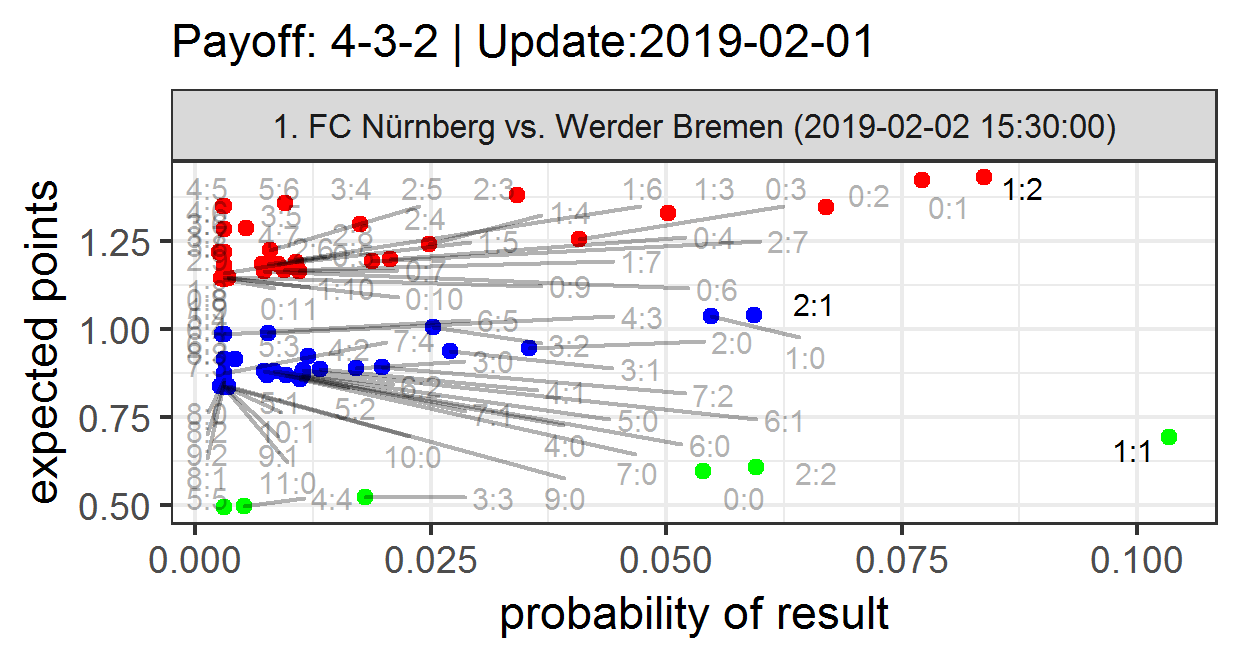 Payoff: 4-3-2 | Update:2019-02-01
1. FC Nürnberg vs. Werder Bremen (2019-02-02 15:30:00)
expected points
1.25
1.00
0.75
0.50
4:5 5:6 3:4 2:5 2:3 1:6 1:3 0:3 0:2 1:2
3:5 2:4 1:4 0:1
4:7 2:6 2:8 1:5 0:4 2:7
0:7 1:7
1:10 0:10 0:9 0:6
0:11 2:1
6:5 4:3
5:3 4:2 7:4 3:2 2:0 1:0
3:0 3:1
6:2 4:1 7:2
5:1 5:2 7:1 5:0 6:1
10:1 4:0 6:0 1:1
9:2 9:1 10:0 7:0 2:2
8:1 11:0
5:5 4:4 3:3 9:0 0:0
0.000 0.025 0.050 0.075 0.100
probability of result